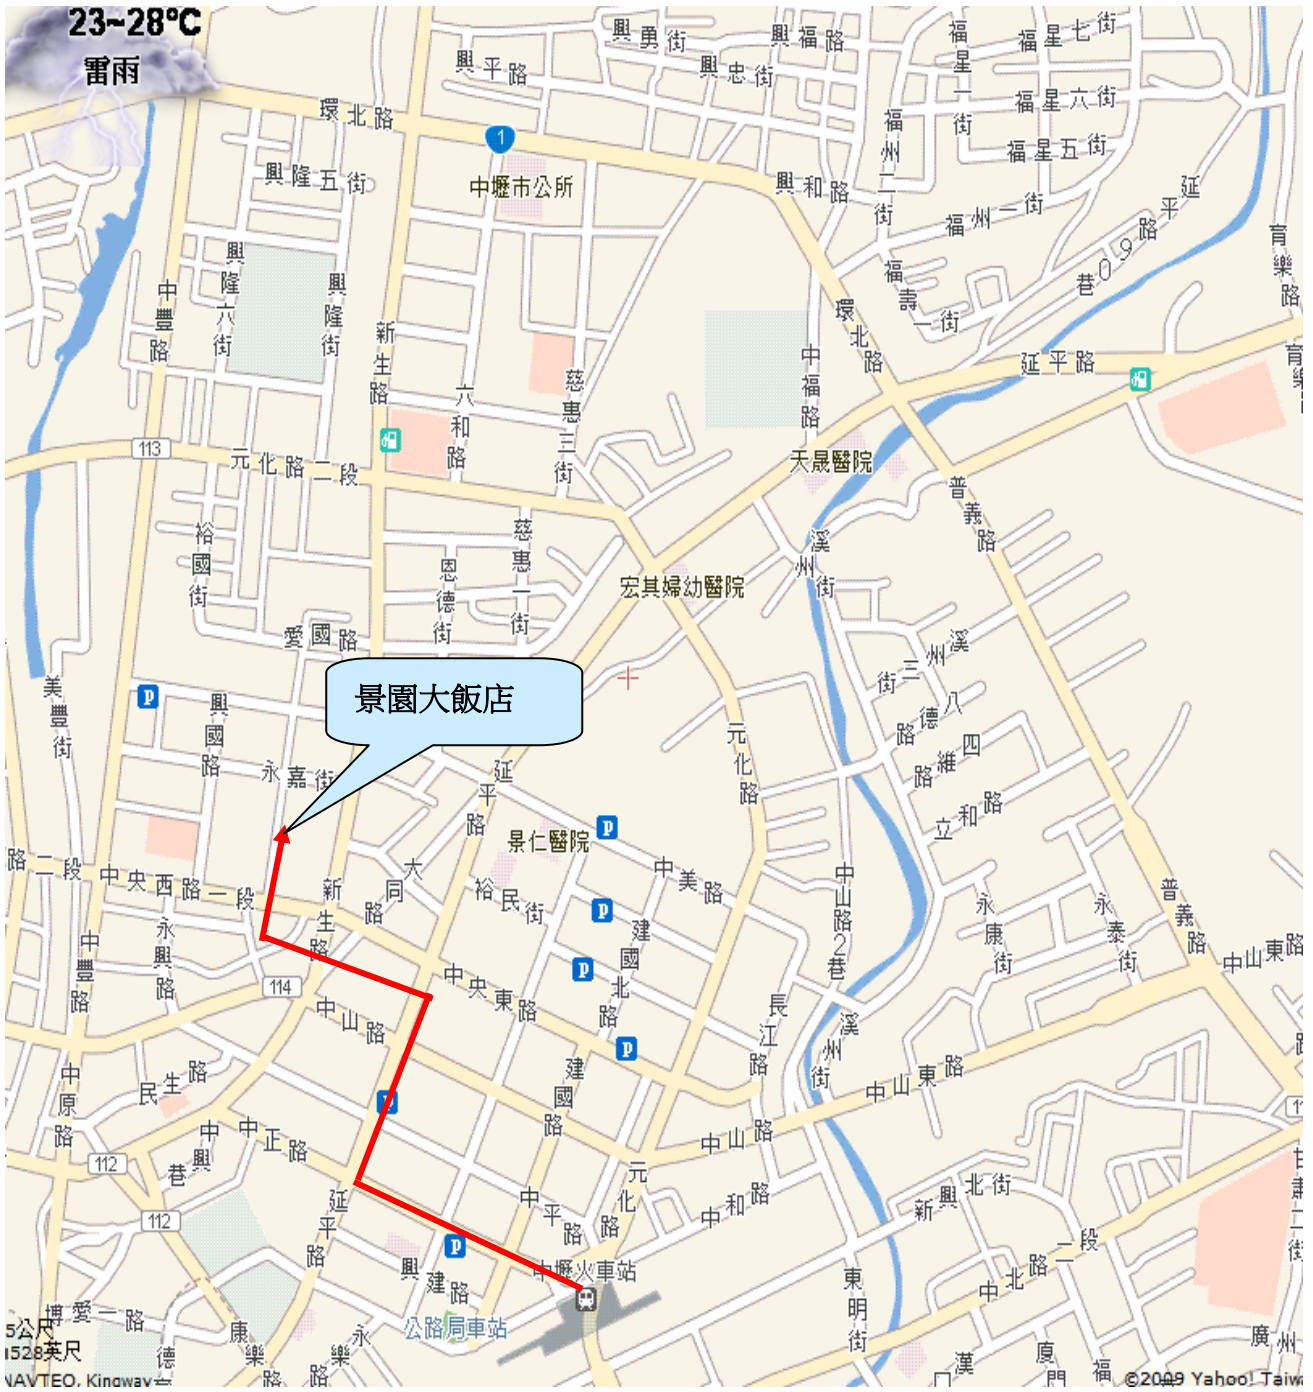 23~28°C
雷雨
興勇街
興福路
福星七街
福星一街
興平路
興忠街
福星六街
環北路
1
福州二街
福星五街
中壢市公所
興隆五街
興和路
福州一街
延平路
90巷
育樂路
興隆六街
興隆街
中豐路
新生路
福壽一街
環北路
延平路
中福路
六和路
慈惠三街
113
元化路二段
天晟醫院
普義路
裕國街
慈惠一街
恩德街
溪州街
宏其婦幼醫院
愛國路
溪州三街
美豐街
景園大飯店
興國路
八德路
元化路
四維路
永嘉街
延平路
立和路
景仁醫院
中美路
大同路
中山路2巷
路二段
中央西路一段
新生路
裕民街
永康街
永泰街
普義路
永興路
建國北路
中山東路
中豐路
中央東路
114
長江路
中山路
溪州街
中原路
民生路
建國路
中山東路
中正路
中興巷
112
中山路
甘肅二街
112
延平路
中平路
元化路
中和路
新興北街
中壢火車站
興建路
中北路二段
東明街
博愛一路
康樂路
永樂路
公路局車站
5公尺
528英尺
廣州
漢口
廈門
福
NAVTEQ, Kingway
©2009 Yahoo! Taiwa